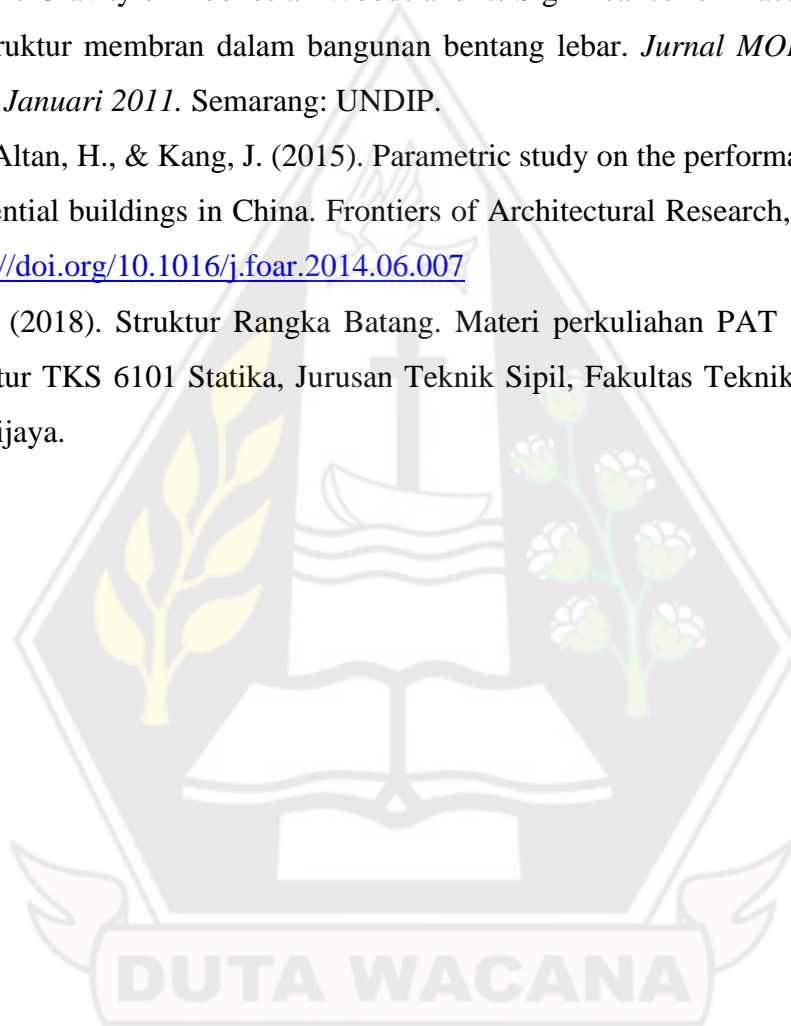 truktur membran dalam bangunan bentang lebar. Jurnal MO
Januari 2011. Semarang: UNDIP.
Altan, H., & Kang, J. (2015). Parametric study on the performa
ential buildings in China. Frontiers of Architectural Research,
//doi.org/10.1016/j.foar.2014.06.007
(2018). Struktur Rangka Batang. Materi perkuliahan PAT
tur TKS 6101 Statika, Jurusan Teknik Sipil, Fakultas Teknik
ijaya.
DUTA WACANA